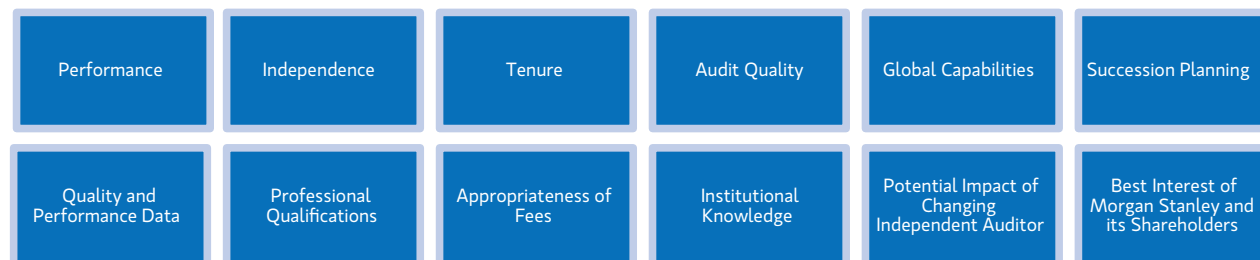 Performance
Independence
Tenure
Audit Quality
Global Capabilities
Succession Planning
Quality and
Performance Data
Professional
Qualifications
Appropriateness of
Fees
Institutional
Knowledge
Potential Impact of
Changing
Independent Auditor
Best Interest of
Morgan Stanley and
its Shareholders